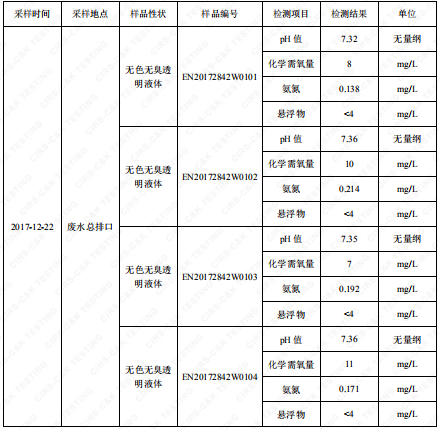 采样时间 采样地点 样品性状 样品编号 检测项目 检测结果 单位
2017-12-22 废水总排口
无色无臭透
明液体
EN20172842W0101
pH 值 7.32 无量纲
化学需氧量 8 mg/L
氨氮 0.138 mg/L
悬浮物 <4 mg/L
无色无臭透
明液体
EN20172842W0102
pH 值 7.36 无量纲
化学需氧量 10 mg/L
氨氮 0.214 mg/L
悬浮物 <4 mg/L
无色无臭透
明液体
EN20172842W0103
pH 值 7.35 无量纲
化学需氧量 7 mg/L
氨氮 0.192 mg/L
悬浮物 <4 mg/L
无色无臭透
明液体
EN20172842W0104
pH 值 7.36 无量纲
化学需氧量 11 mg/L
氨氮 0.171 mg/L
悬浮物 <4 mg/L